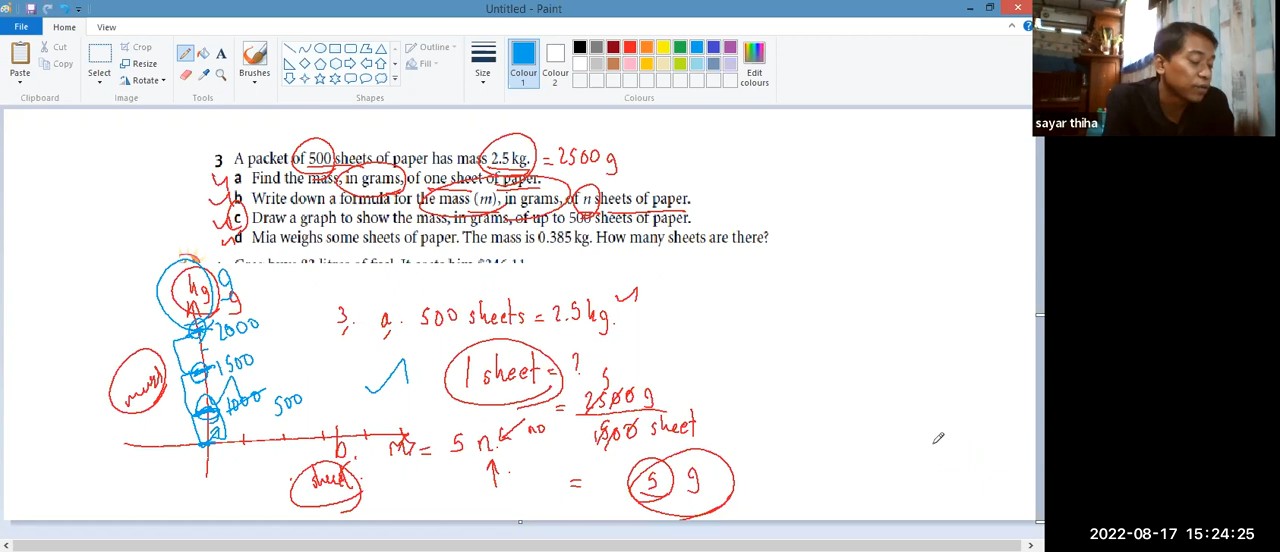 Untitled - Paint
File Home View
Paste
Cut
Copy
Clipboard
Select
Crop
Resize
Rotate
Image
Tools
Brushes
Shapes
Outline
Fill
Size
Colour 1
Colour 2
Edit colours
Colours
sayar thiha
3 A packet of 500 sheets of paper has mass 2.5 kg. = 2500 g
a Find the mass, in grams, of one sheet of paper.
b Write down a formula for the mass (m), in grams, of n sheets of paper.
c Draw a graph to show the mass, in grams, of up to 500 sheets of paper.
d Mia weighs some sheets of paper. The mass is 0.385 kg. How many sheets are there?
kg
g
2000
1500
1000 500
mass
sheet
3. a. 500 sheets = 2.5 kg.
1 sheet = ?
5
= 2500 g
500 sheet
m = 5 n. no
= 5 g
2022-08-17 15:24:25